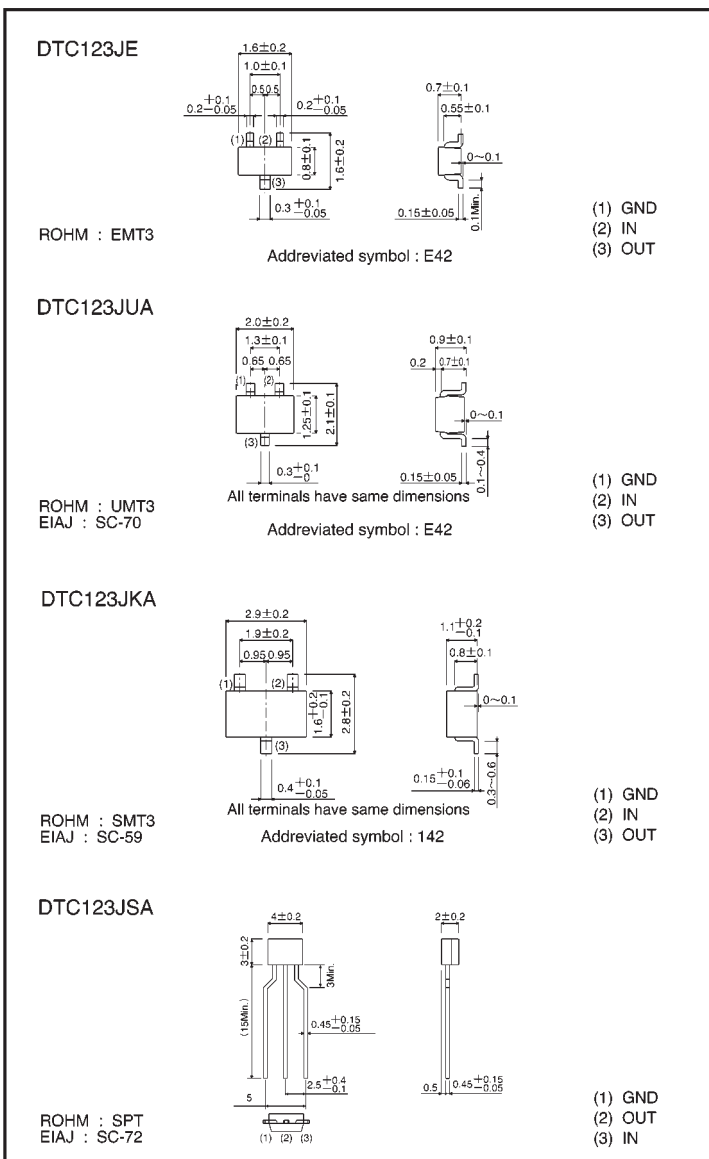 DTC123JE
1.6±0.2
1.0±0.1
0.5 0.5
0.2+0.1−0.05 0.2+0.1−0.05
(1) (2)
(3)
0.8±0.1
1.6±0.2
0.3+0.1−0.05
0.7±0.1
0.55±0.1
0~0.1
0.15±0.05
0.1Min.
ROHM : EMT3
Addreviated symbol : E42
(1) GND
(2) IN
(3) OUT
DTC123JUA
2.0±0.2
1.3±0.1
0.65 0.65
(1) (2)
(3)
1.25±0.1
2.1±0.1
0.3+0.1−0
0.9±0.1
0.2 0.7±0.1
0~0.1
0.15±0.05
0.1~0.4
All terminals have same dimensions
ROHM : UMT3
EIAJ : SC-70
Addreviated symbol : E42
(1) GND
(2) IN
(3) OUT
DTC123JKA
2.9±0.2
1.9±0.2
0.95 0.95
(1) (2)
(3)
1.6+0.2−0.1
2.8±0.2
0.4+0.1−0.05
1.1+0.2−0.1
0.8±0.1
0~0.1
0.15+0.1−0.06
0.3~0.6
All terminals have same dimensions
ROHM : SMT3
EIAJ : SC-59
Addreviated symbol : 142
(1) GND
(2) IN
(3) OUT
DTC123JSA
4±0.2
2±0.2
3±0.2
3Min.
(15Min.)
0.45+0.15−0.05
2.5+0.4−0.1
5
0.5 0.45+0.15−0.05
(1) (2) (3)
ROHM : SPT
EIAJ : SC-72
(1) GND
(2) OUT
(3) IN